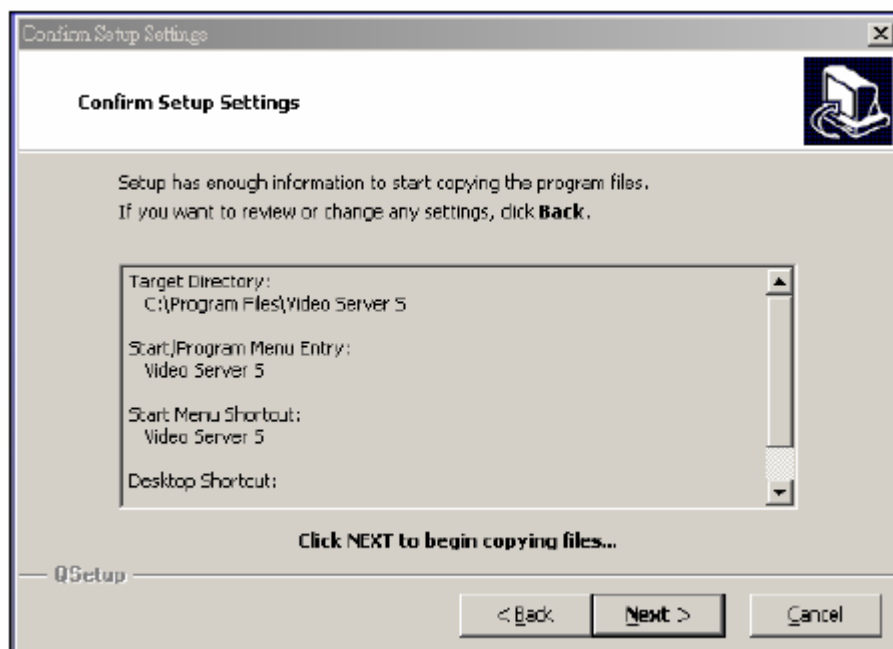 Confirm Setup Settings
Confirm Setup Settings
Setup has enough information to start copying the program files.
If you want to review or change any settings, click Back.
Target Directory:
C:\Program Files\Video Server 5
Start/Program Menu Entry:
Video Server 5
Start Menu Shortcut:
Video Server 5
Desktop Shortcut:
Click NEXT to begin copying files...
QSetup
< Back
Next >
Cancel